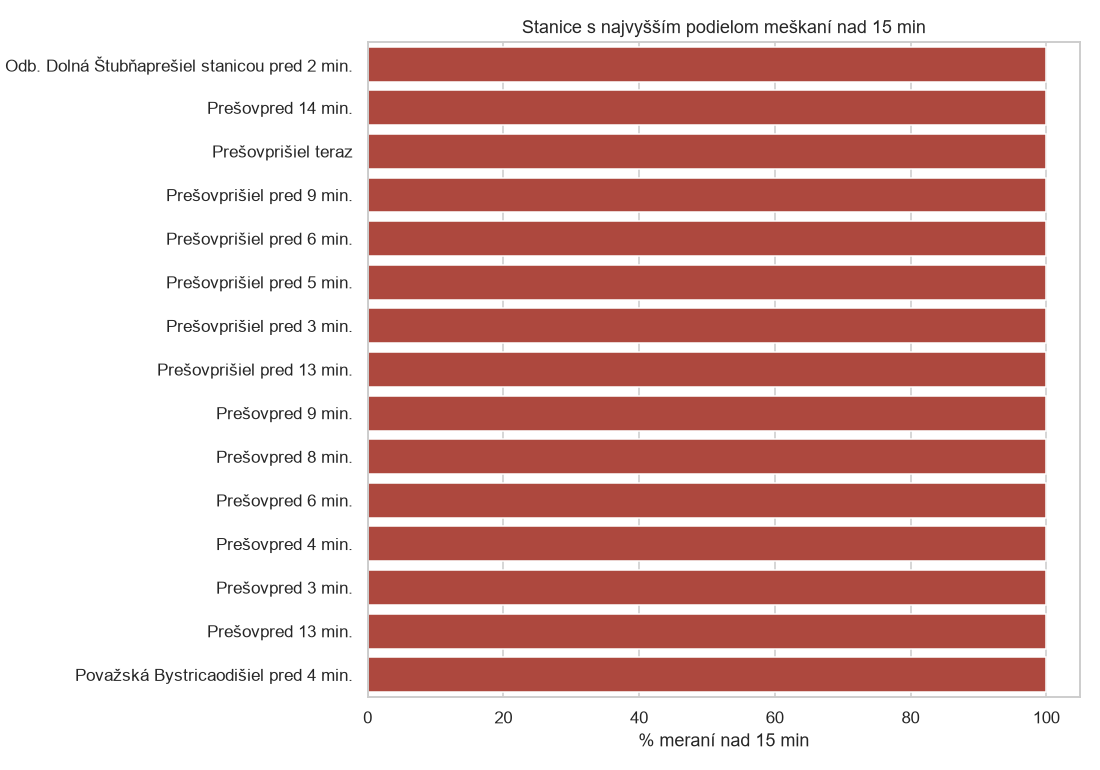 Stanice s najvyšším podielom meškaní nad 15 min
Odb. Dolná Štubňaprešiel stanicou pred 2 min.
Prešovpred 14 min.
Prešovprišiel teraz
Prešovprišiel pred 9 min.
Prešovprišiel pred 6 min.
Prešovprišiel pred 5 min.
Prešovprišiel pred 3 min.
Prešovprišiel pred 13 min.
Prešovpred 9 min.
Prešovpred 8 min.
Prešovpred 6 min.
Prešovpred 4 min.
Prešovpred 3 min.
Prešovpred 13 min.
Považská Bystricaodišiel pred 4 min.
0 20 40 60 80 100
% meraní nad 15 min